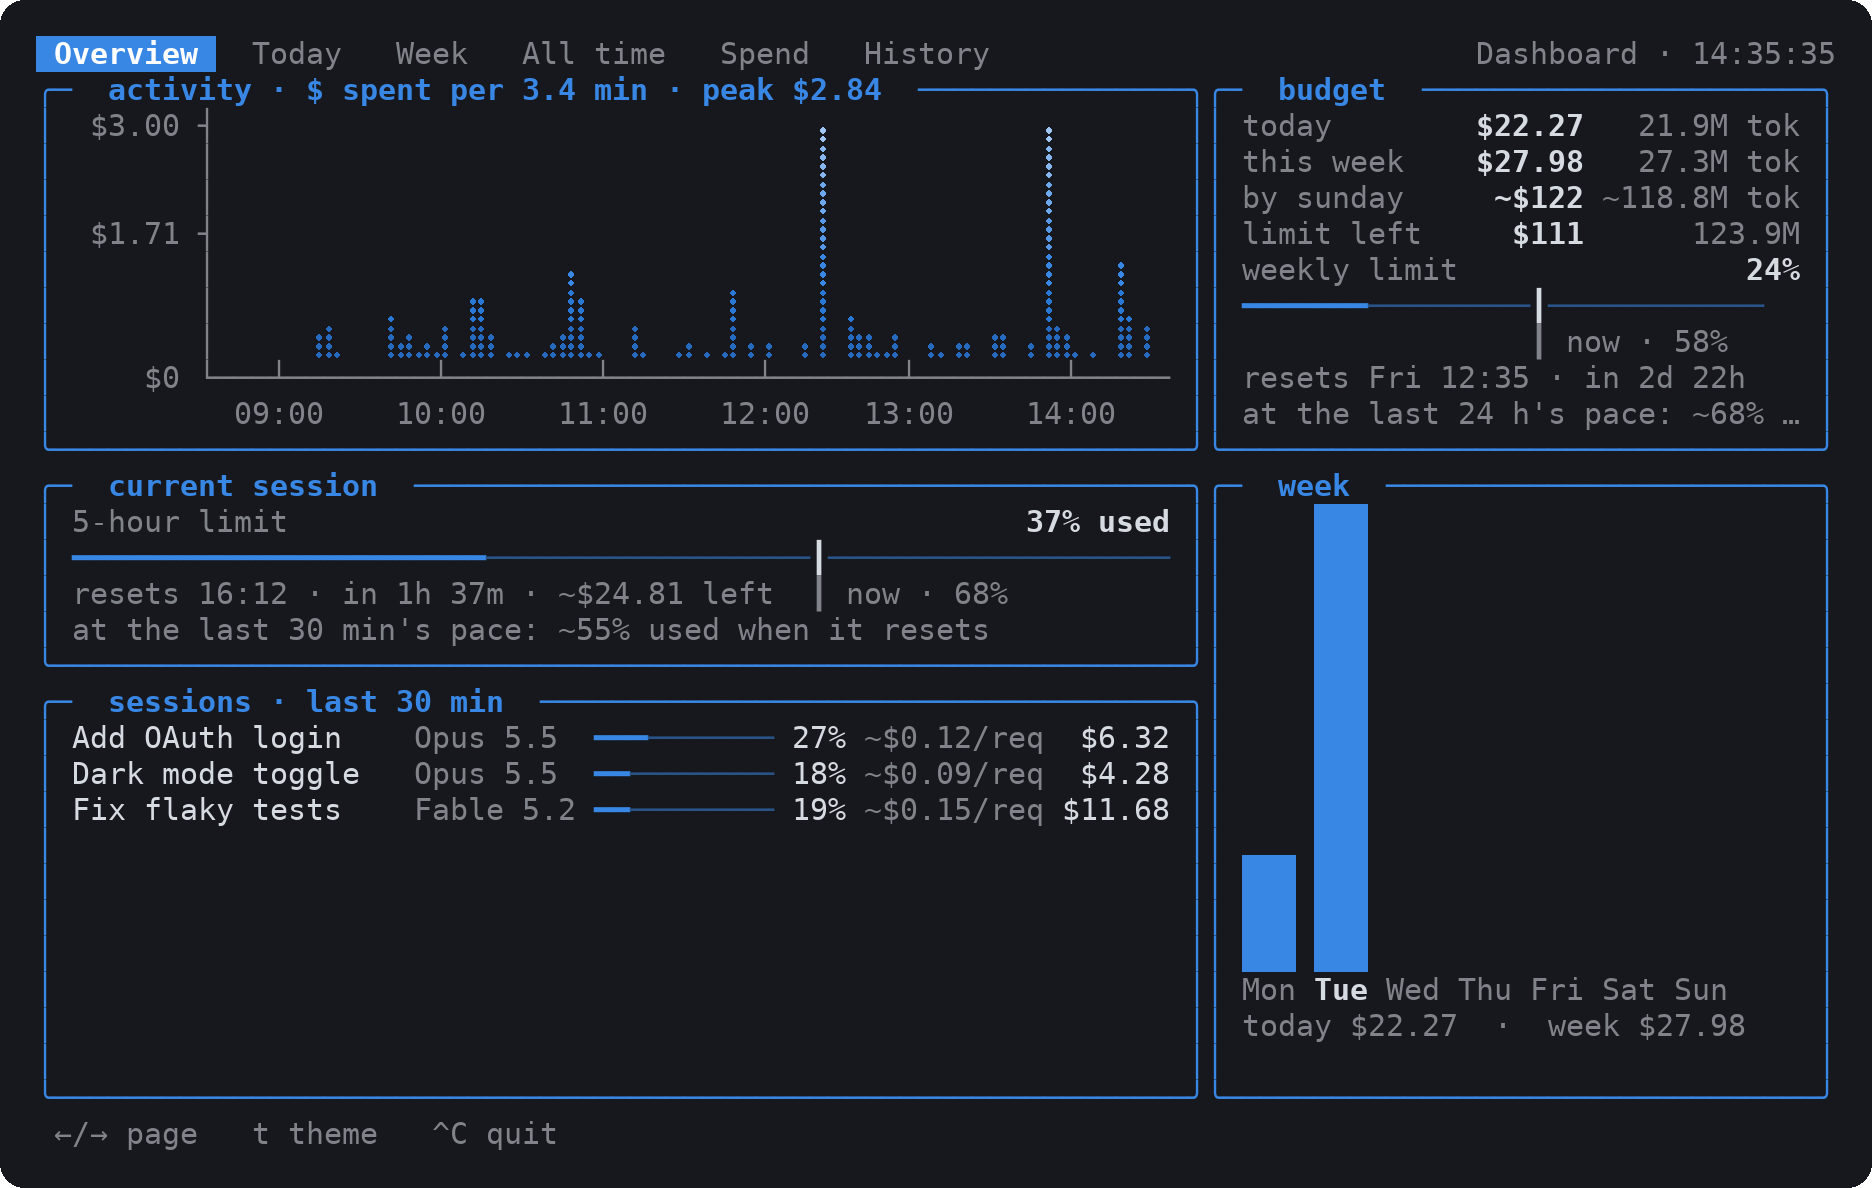 Overview Today Week All time Spend History Dashboard · 14:35:35
activity · $ spent per 3.4 min · peak $2.84
$3.00
$1.71
$0
09:00 10:00 11:00 12:00 13:00 14:00
budget
today $22.27 21.9M tok
this week $27.98 27.3M tok
by sunday ~$122 ~118.8M tok
limit left $111 123.9M
weekly limit 24%
now · 58%
resets Fri 12:35 · in 2d 22h
at the last 24 h's pace: ~68% …
current session
5-hour limit 37% used
resets 16:12 · in 1h 37m · ~$24.81 left now · 68%
at the last 30 min's pace: ~55% used when it resets
sessions · last 30 min
Add OAuth login Opus 5.5 27% ~$0.12/req $6.32
Dark mode toggle Opus 5.5 18% ~$0.09/req $4.28
Fix flaky tests Fable 5.2 19% ~$0.15/req $11.68
week
Mon Tue Wed Thu Fri Sat Sun
today $22.27 · week $27.98
←/→ page t theme ^C quit